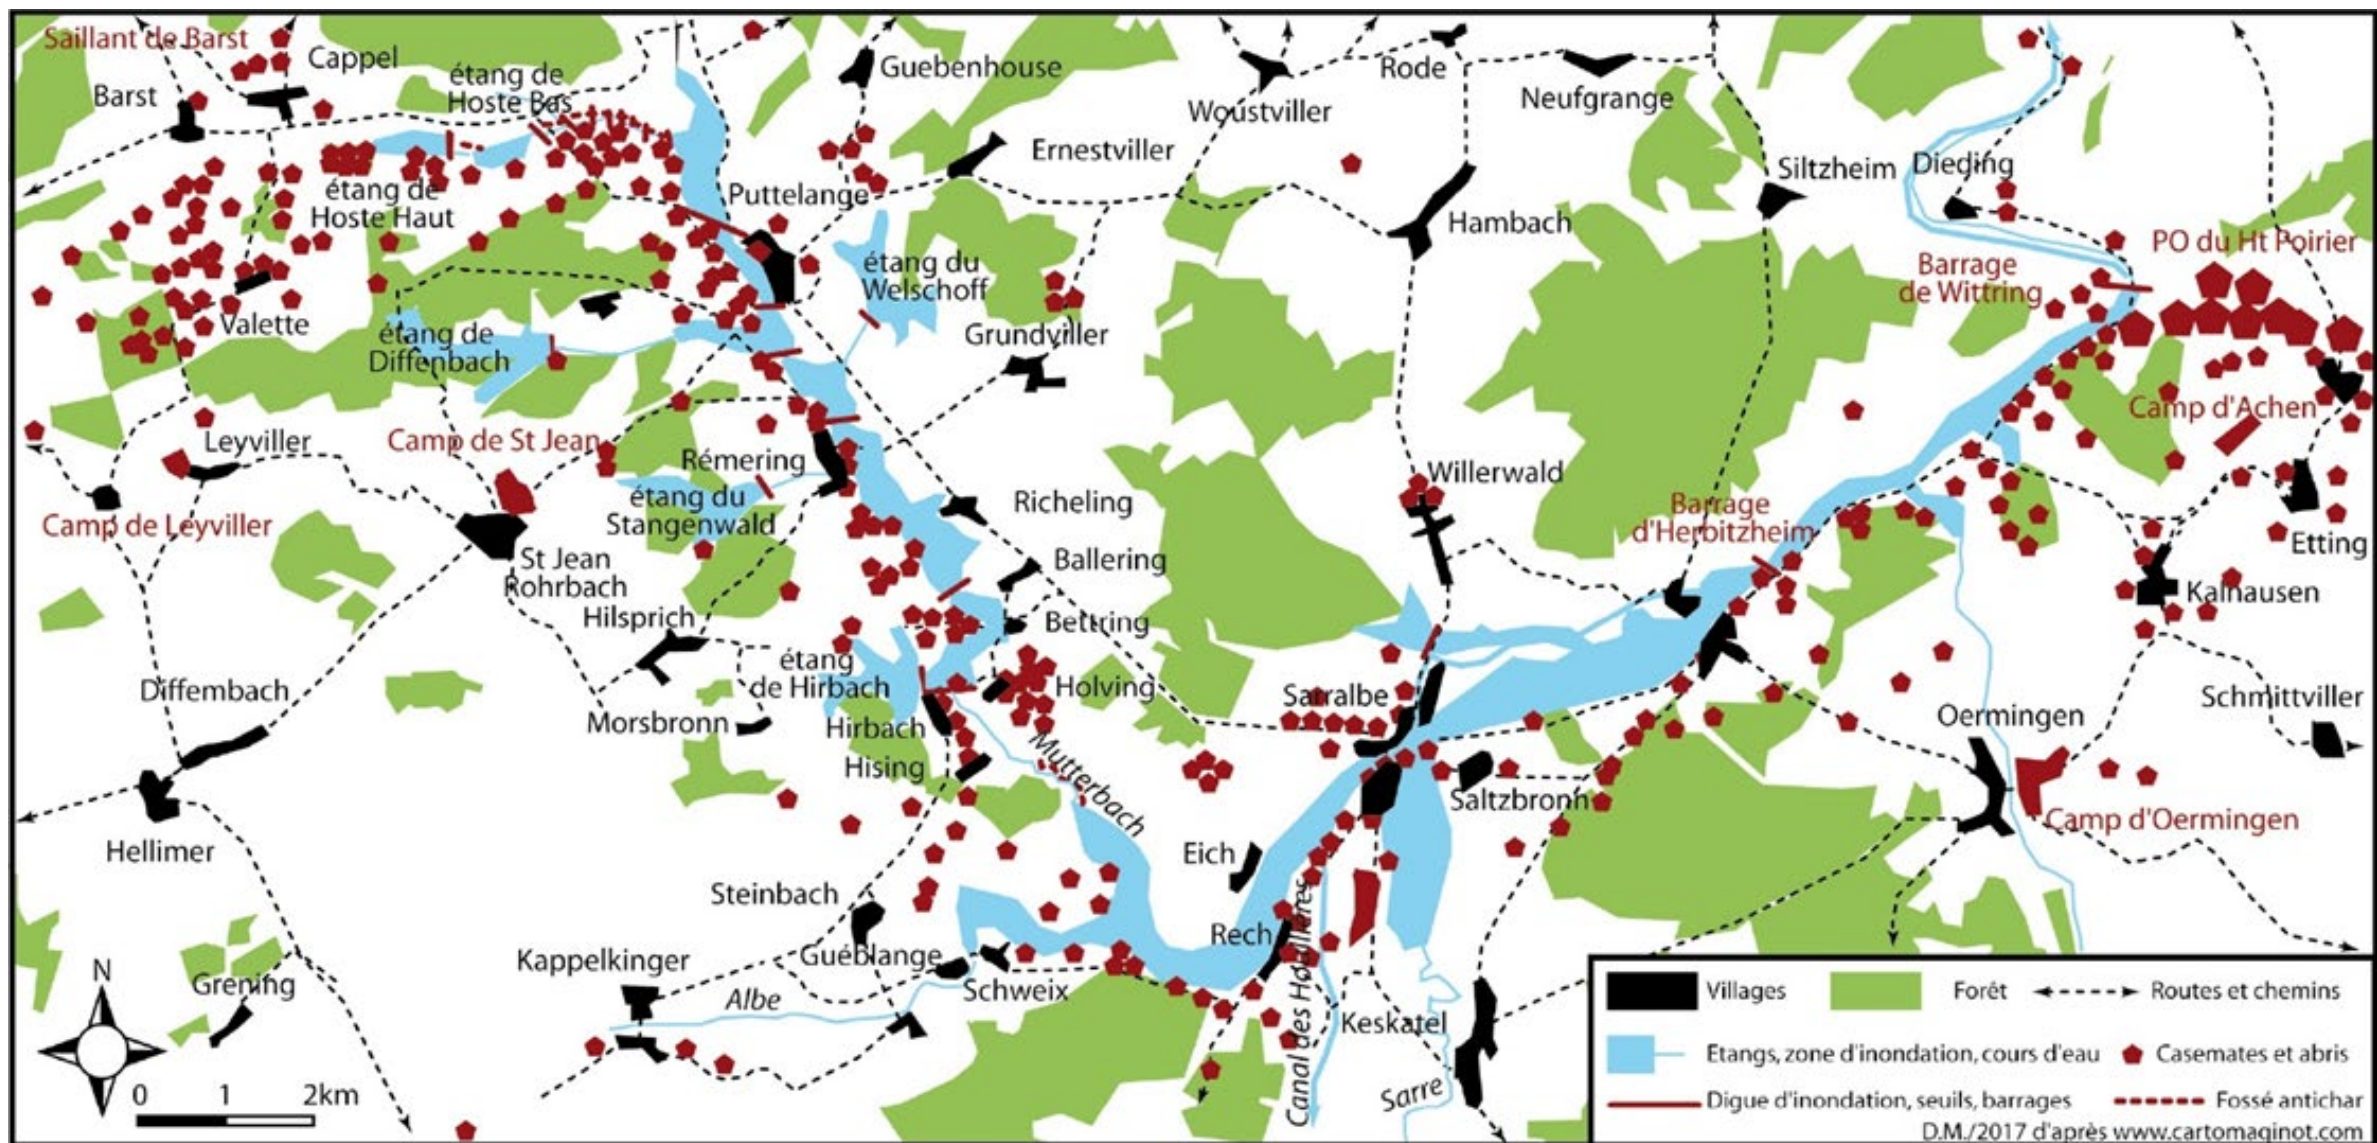 Saillant de Barst
Cappel
Barst
étang de
Hoste Bas
Guebenhouse
Rode
Woustviller
Neufgrange
Ernestviller
Siltzheim
Dieding
étang de
Hoste Haut
Puttelange
Hambach
PO du Ht Poirier
Barrage
de Wittring
étang du
Welschoff
Valette
étang de
Diffenbach
Grundviller
Camp d'Achen
Leyviller
Camp de St Jean
Rémering
Willerwald
étang du
Stangenwald
Richeling
Barrage
d'Herbitzheim
Camp de Leyviller
Etting
St Jean
Rohrbach
Ballering
Kalhausen
Hilsprich
Bettring
étang
de Hirbach
Diffembach
Holving
Sarralbe
Schmittviller
Morsbronn
Hirbach
Oermingen
Mutterbach
Hising
Saltzbronn
Camp d'Oermingen
Hellimer
Eich
Steinbach
Rech
Guéblange
Kappelkinger
Schweix
Albe
Grening
Keskatel
Canal des Houllières
Sarre
N
0 1 2km
Villages
Forêt
Routes et chemins
Etangs, zone d'inondation, cours d'eau
Casemates et abris
Digue d'inondation, seuils, barrages
Fossé antichar
D.M./2017 d'après www.cartomaginot.com